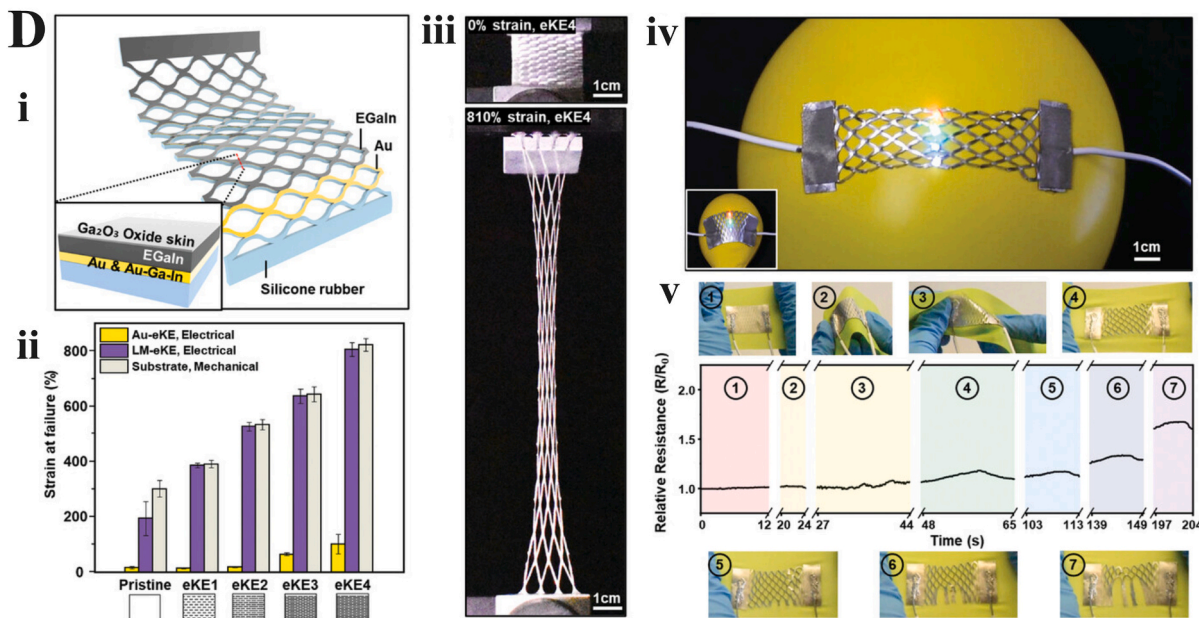 D
i
EGaIn
Au
Ga₂O₃ Oxide skin
EGaIn
Au & Au-Ga-In
Silicone rubber
ii
Strain at failure (%)
800
600
400
200
0
Au-eKE, Electrical
LM-eKE, Electrical
Substrate, Mechanical
Pristine eKE1 eKE2 eKE3 eKE4
iii
0% strain, eKE4
1cm
810% strain, eKE4
1cm
iv
1cm
v
1 2 3 4
Relative Resistance (R/R₀)
2.0
1.5
1.0
1 2 3 4 5 6 7
0 12 20 24 27 44 48 65 103 113 139 149 197 204
Time (s)
5 6 7